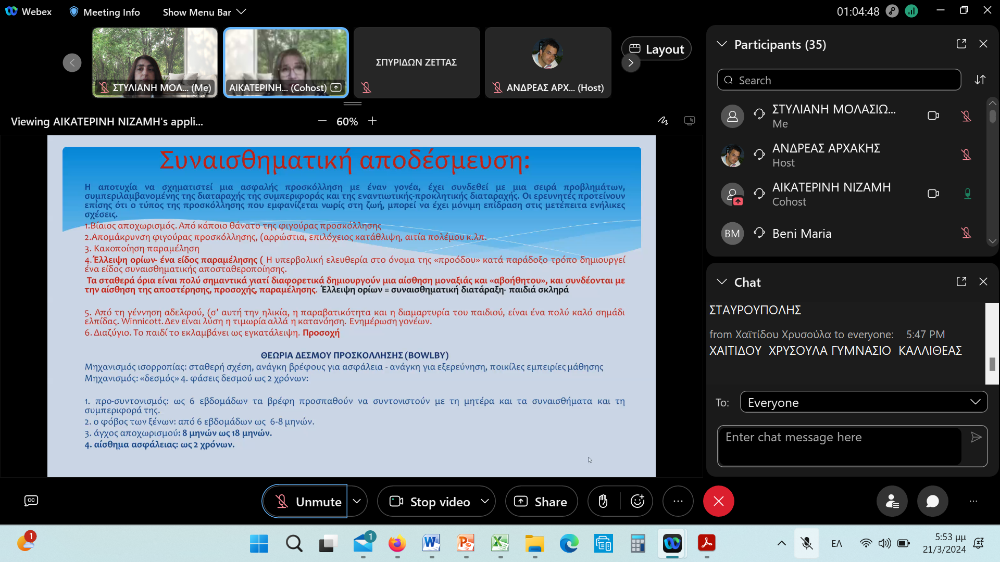 Webex
Meeting Info
Show Menu Bar
01:04:48
ΣΤΥΛΙΑΝΗ ΜΟΛ... (Me)
ΑΙΚΑΤΕΡΙΝΗ... (Cohost)
ΣΠΥΡΙΔΩΝ ΖΕΤΤΑΣ
ΑΝΔΡΕΑΣ ΑΡΧ... (Host)
Layout
Viewing ΑΙΚΑΤΕΡΙΝΗ ΝΙΖΑΜΗ's appli...
60%
Συναισθηματική αποδέσμευση:
Η αποτυχία να σχηματιστεί μια ασφαλής προσκόλληση με έναν γονέα, έχει συνδεθεί με μια σειρά προβλημάτων,
συμπεριλαμβανομένης της διαταραχής της συμπεριφοράς και της εναντιωτικής-προκλητικής διαταραχής. Οι ερευνητές προτείνουν
επίσης ότι ο τύπος της προσκόλλησης που εμφανίζεται νωρίς στη ζωή, μπορεί να έχει μόνιμη επίδραση στις μετέπειτα ενήλικες
σχέσεις.
1.Βίαιος αποχωρισμός. Από κάποιο θάνατο της φιγούρας προσκόλλησης
2.Απομάκρυνση φιγούρας προσκόλλησης, (αρρώστια, επιλόχειος κατάθλιψη, αιτία πολέμου κ.λπ.
3. Κακοποίηση-παραμέληση
4.Έλλειψη ορίων- ένα είδος παραμέλησης ( Η υπερβολική ελευθερία στο όνομα της «προόδου» κατά παράδοξο τρόπο δημιουργεί
ένα είδος συναισθηματικής αποσταθεροποίησης.
Τα σταθερά όρια είναι πολύ σημαντικά γιατί διαφορετικά δημιουργούν μια αίσθηση μοναξιάς και «αβοήθητου», και συνδέονται με
την αίσθηση της αποστέρησης, προσοχής, παραμέλησης. Έλλειψη ορίων = συναισθηματική διατάραξη- παιδιά σκληρά
5. Από τη γέννηση αδελφού, (σ' αυτή την ηλικία, η παραβατικότητα και η διαμαρτυρία του παιδιού, είναι ένα πολύ καλό σημάδι
ελπίδας. Winnicott. Δεν είναι λύση η τιμωρία αλλά η κατανόηση. Ενημέρωση γονέων.
6. Διαζύγιο. Το παιδί το εκλαμβάνει ως εγκατάλειψη. Προσοχή
ΘΕΩΡΙΑ ΔΕΣΜΟΥ ΠΡΟΣΚΟΛΛΗΣΗΣ (BOWLBY)
Μηχανισμός ισορροπίας: σταθερή σχέση, ανάγκη βρέφους για ασφάλεια - ανάγκη για εξερεύνηση, ποικίλες εμπειρίες μάθησης
Μηχανισμός: «δεσμός» 4. φάσεις δεσμού ως 2 χρόνων:
1. προ-συντονισμός: ως 6 εβδομάδων τα βρέφη προσπαθούν να συντονιστούν με τη μητέρα και τα συναισθήματα και τη
συμπεριφορά της.
2. ο φόβος των ξένων: από 6 εβδομάδων ως 6-8 μηνών.
3. άγχος αποχωρισμού: 8 μηνών ως 18 μηνών.
4. αίσθημα ασφάλειας: ως 2 χρόνων.
Participants (35)
Search
ΣΤΥΛΙΑΝΗ ΜΟΛΑΣΙΩ...
Me
ΑΝΔΡΕΑΣ ΑΡΧΑΚΗΣ
Host
ΑΙΚΑΤΕΡΙΝΗ ΝΙΖΑΜΗ
Cohost
BM
Beni Maria
Chat
ΣΤΑΥΡΟΥΠΟΛΗΣ
from Χαϊτίδου Χρυσούλα to everyone: 5:47 PM
ΧΑΙΤΙΔΟΥ ΧΡΥΣΟΥΛΑ ΓΥΜΝΑΣΙΟ ΚΑΛΛΙΘΕΑΣ
To:
Everyone
Enter chat message here
CC
Unmute
Stop video
Share
1
1
ΕΛ
5:53 μμ
21/3/2024